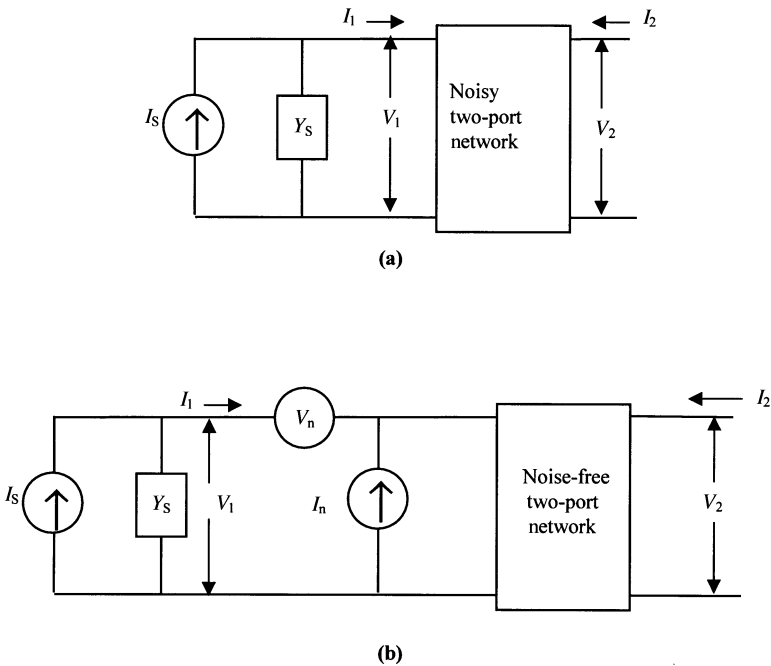 I1
I2
IS
YS
V1
Noisy
two-port
network
V2
(a)
I1
I2
Vn
IS
YS
V1
In
Noise-free
two-port
network
V2
(b)